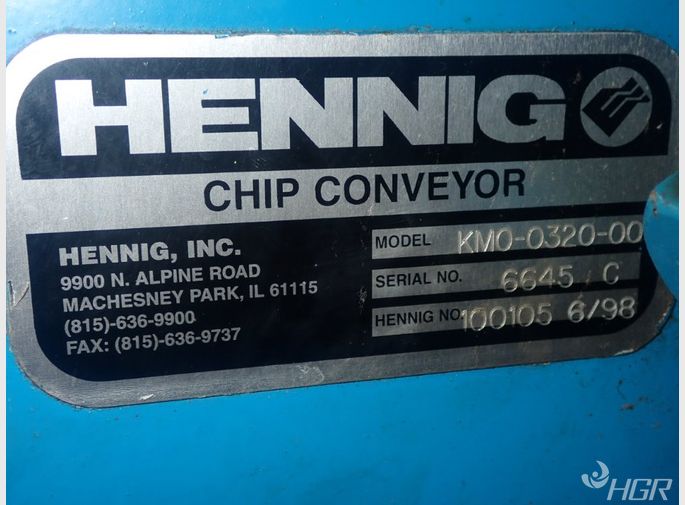 HENNIG
CHIP CONVEYOR
HENNIG, INC.
9900 N. ALPINE ROAD
MACHESNEY PARK, IL 61115
(815)-636-9900
FAX: (815)-636-9737
MODEL KMO-0320-00
SERIAL NO. 6645 C
HENNIG NO. 100105 6/98
HGR